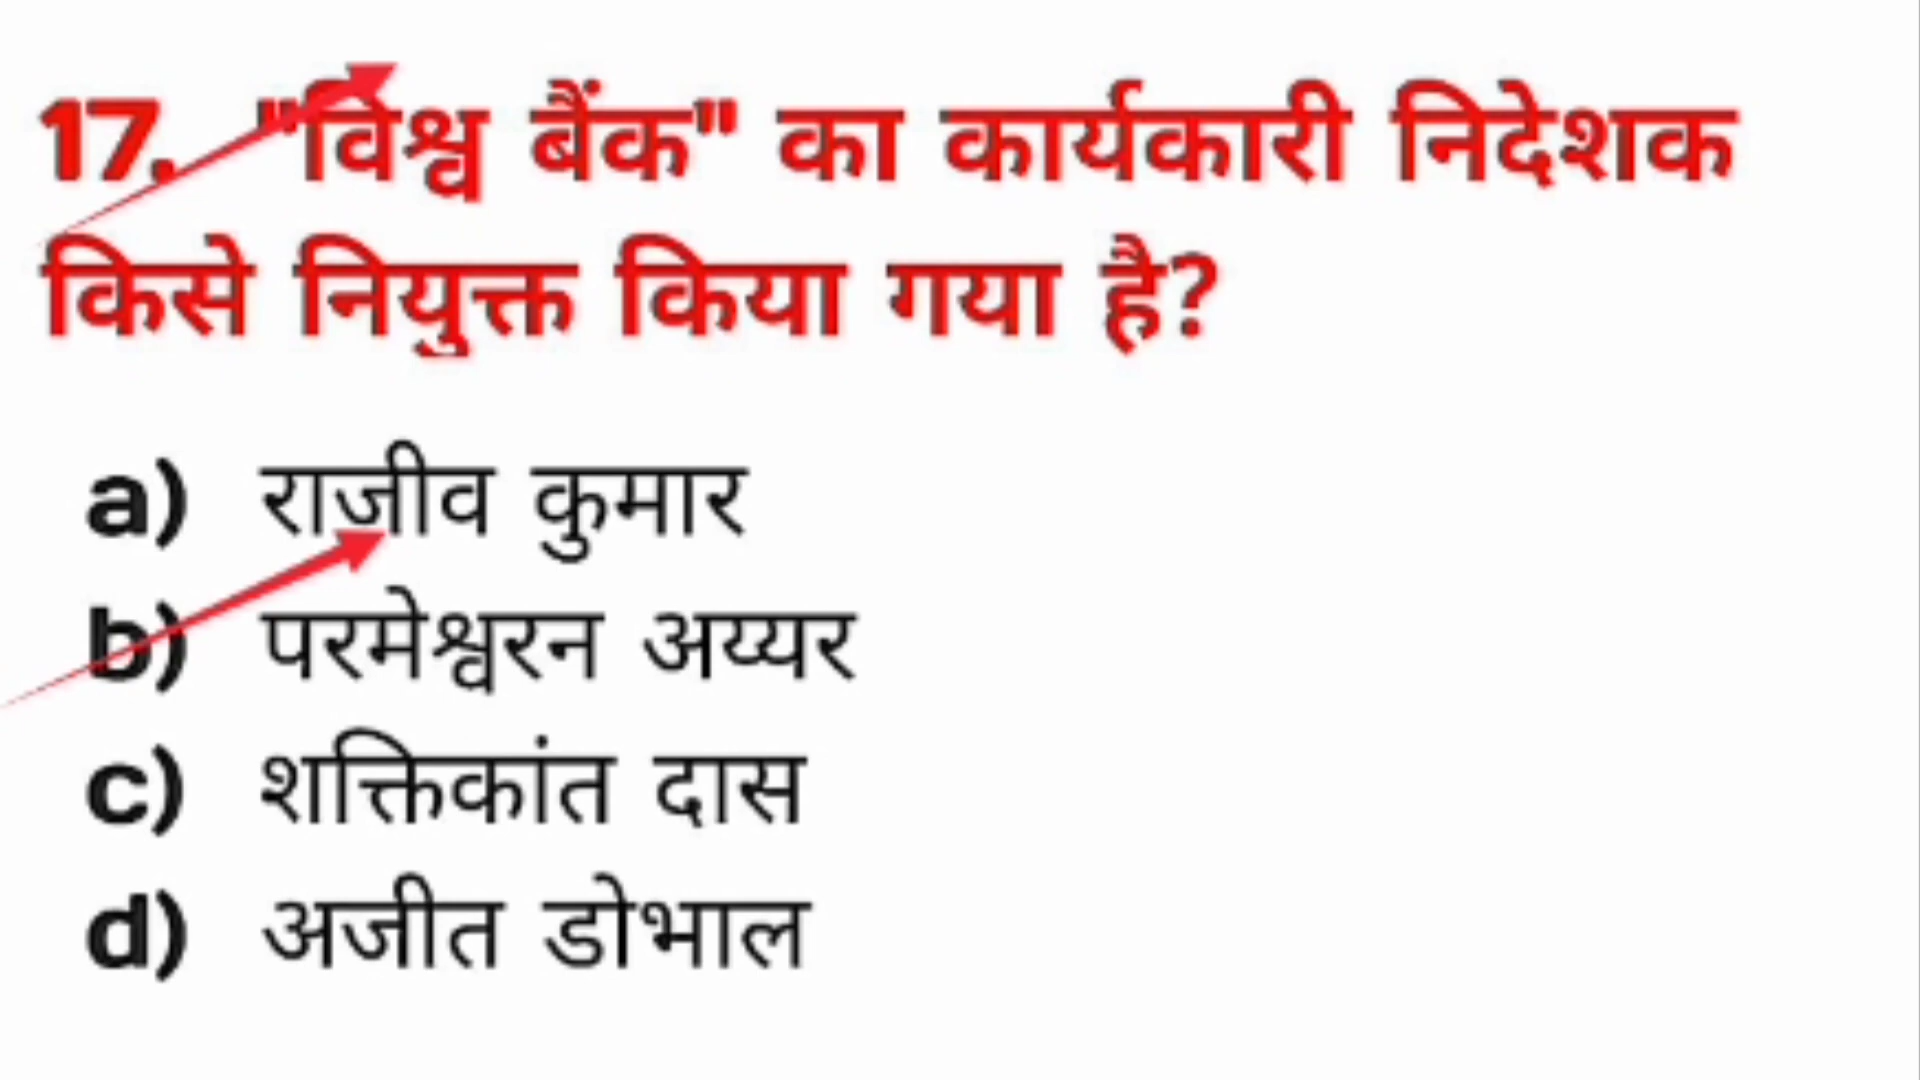 17. "विश्व बैंक" का कार्यकारी निदेशक
किसे नियुक्त किया गया है?
a) राजीव कुमार
b) परमेश्वरन अय्यर
c) शक्तिकांत दास
d) अजीत डोभाल